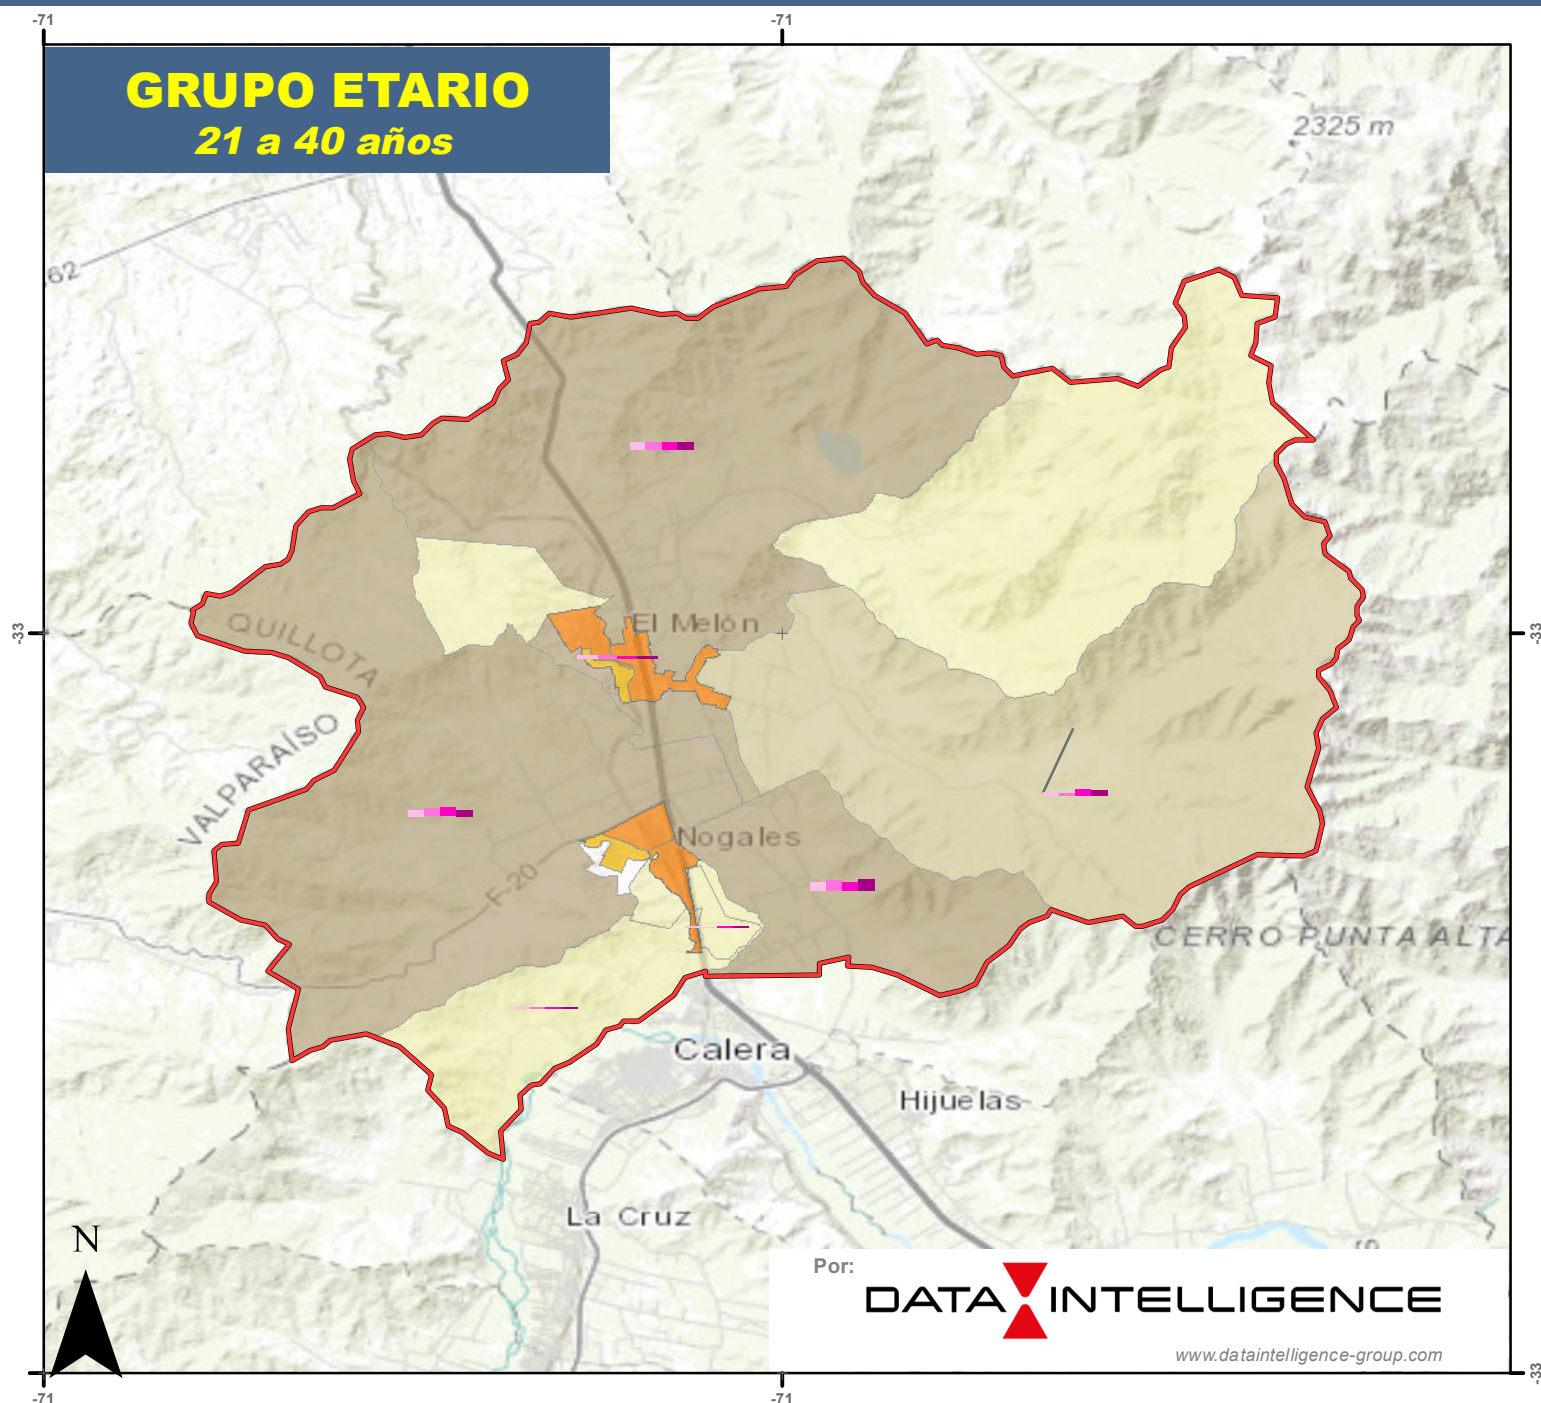 -71
-71
GRUPO ETARIO
21 a 40 años
2325 m
62
El Melón
-33
-33
QUILLOTA
VALPARAÍSO
Nogales
F-20
CERRO PUNTA ALTA
Calera
Hijuelas
La Cruz
N
Por:
DATA INTELLIGENCE
www.dataintelligence-group.com
-33
-71
-71